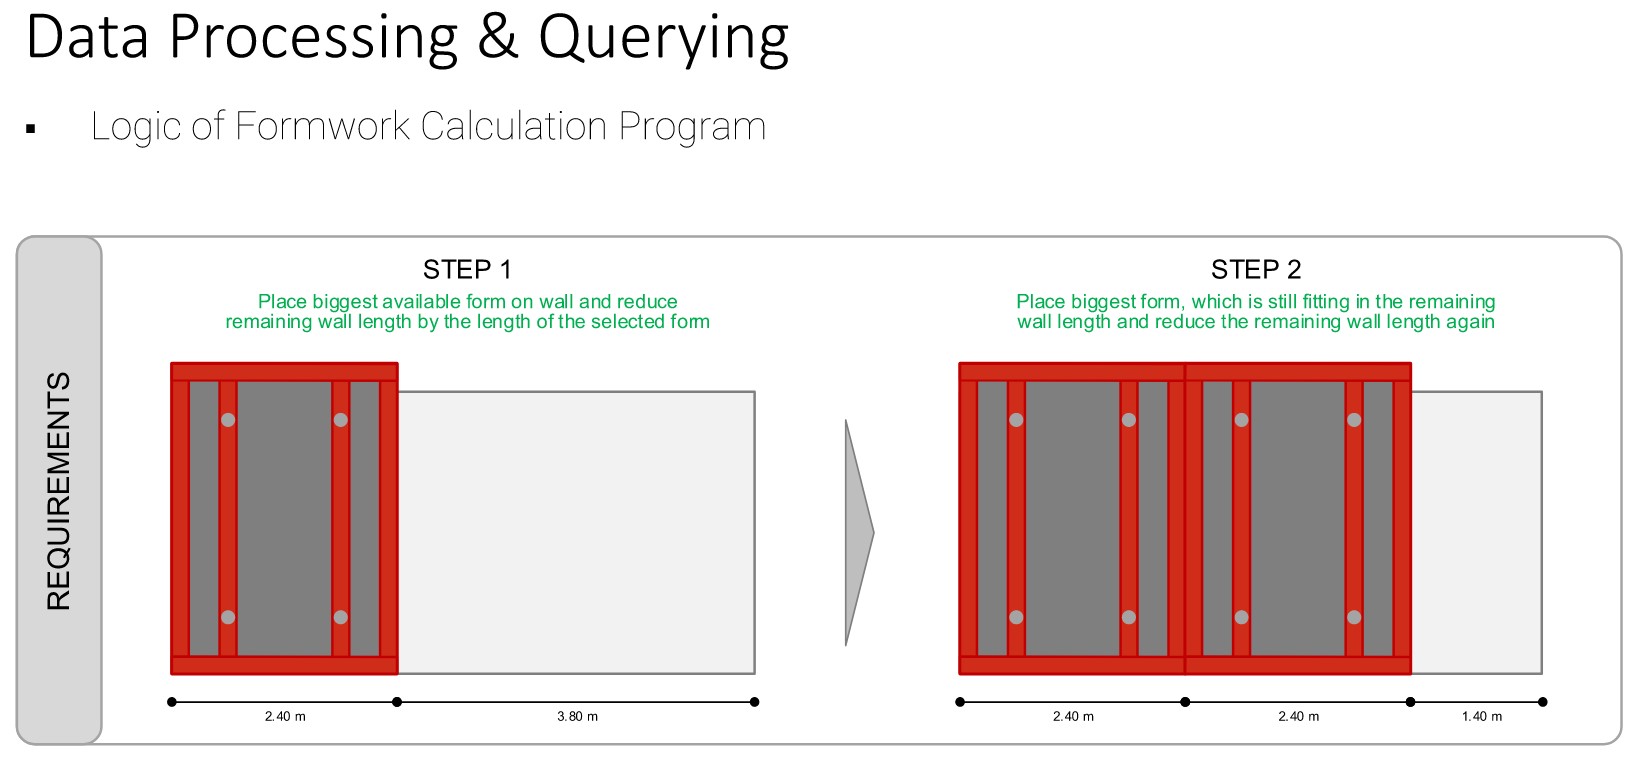 Data Processing & Querying
▪ Logic of Formwork Calculation Program
REQUIREMENTS
STEP 1
Place biggest available form on wall and reduce
remaining wall length by the length of the selected form
2.40 m
3.80 m
STEP 2
Place biggest form, which is still fitting in the remaining
wall length and reduce the remaining wall length again
2.40 m
2.40 m
1.40 m